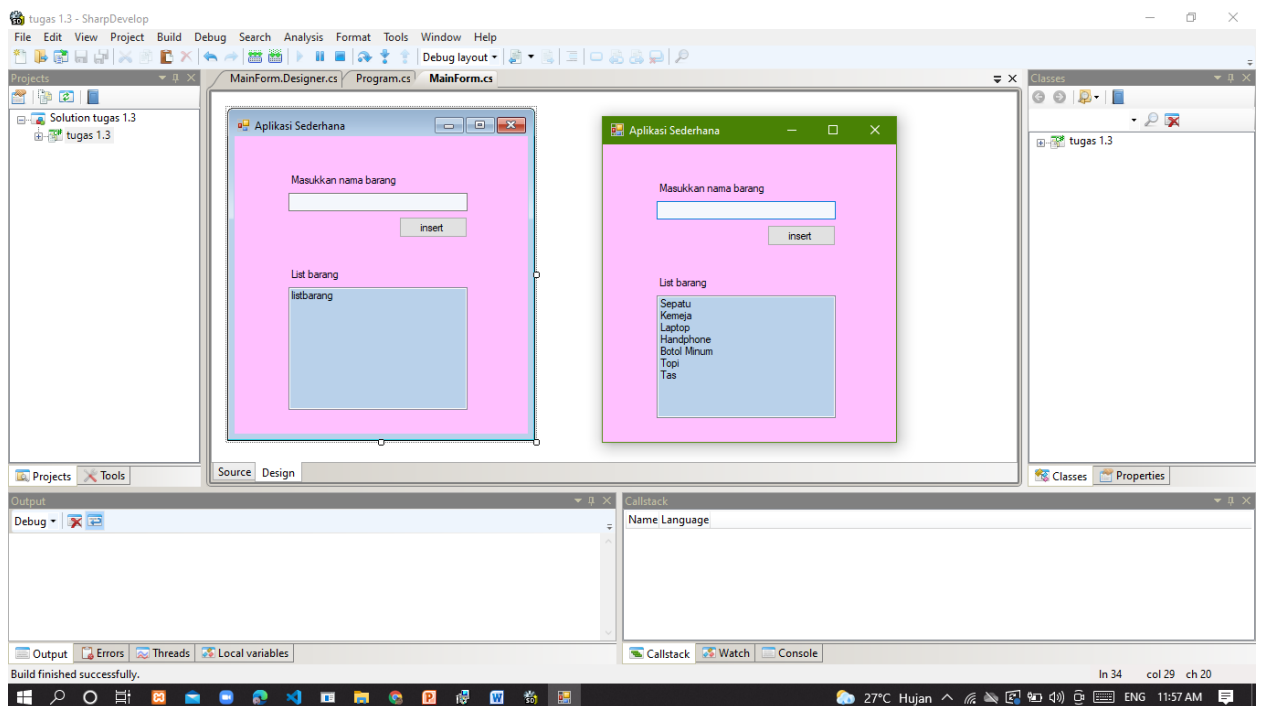 tugas 1.3 - SharpDevelop
File Edit View Project Build Debug Search Analysis Format Tools Window Help
Debug layout
Projects
MainForm.Designer.cs Program.cs MainForm.cs
Classes
Solution tugas 1.3
tugas 1.3
tugas 1.3
Aplikasi Sederhana
Masukkan nama barang
insert
List barang
listbarang
Aplikasi Sederhana
Masukkan nama barang
insert
List barang
Sepatu
Kemeja
Laptop
Handphone
Botol Minum
Topi
Tas
Projects Tools
Source Design
Classes Properties
Output
Debug
Callstack
Name Language
Output Errors Threads Local variables
Callstack Watch Console
Build finished successfully.
ln 34 col 29 ch 20
27°C Hujan ENG 11:57 AM